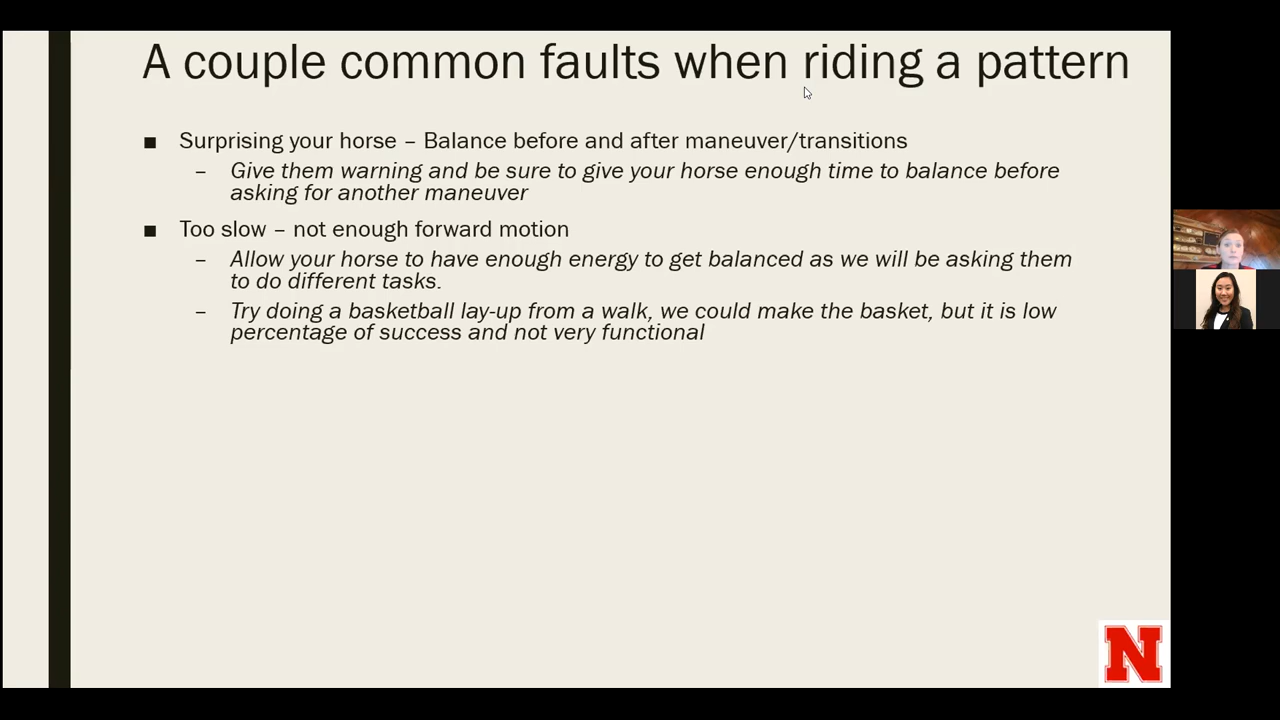 A couple common faults when riding a pattern
■ Surprising your horse – Balance before and after maneuver/transitions
– Give them warning and be sure to give your horse enough time to balance before
asking for another maneuver
■ Too slow – not enough forward motion
– Allow your horse to have enough energy to get balanced as we will be asking them
to do different tasks.
– Try doing a basketball lay-up from a walk, we could make the basket, but it is low
percentage of success and not very functional
N